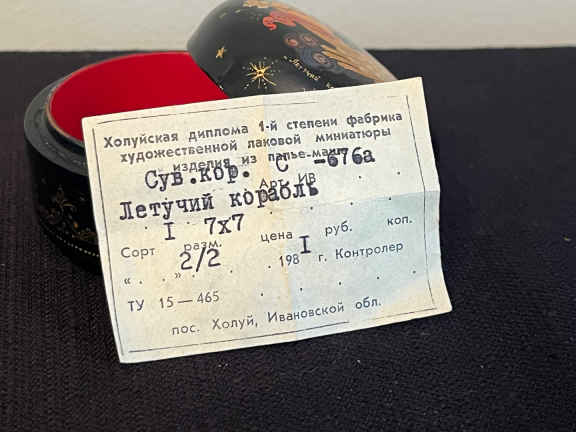 Холуйская диплома 1-й степени фабрика
художественной лаковой миниатюры
изделия из папье-маше
Сув.кор. С -676а
Арт. ИВ
Летучий корабль
I 7х7
Сорт разм. цена руб. коп.
2/2
« . . » . . . 198I г. Контролер
ТУ 15—465
пос. Холуй, Ивановской обл.